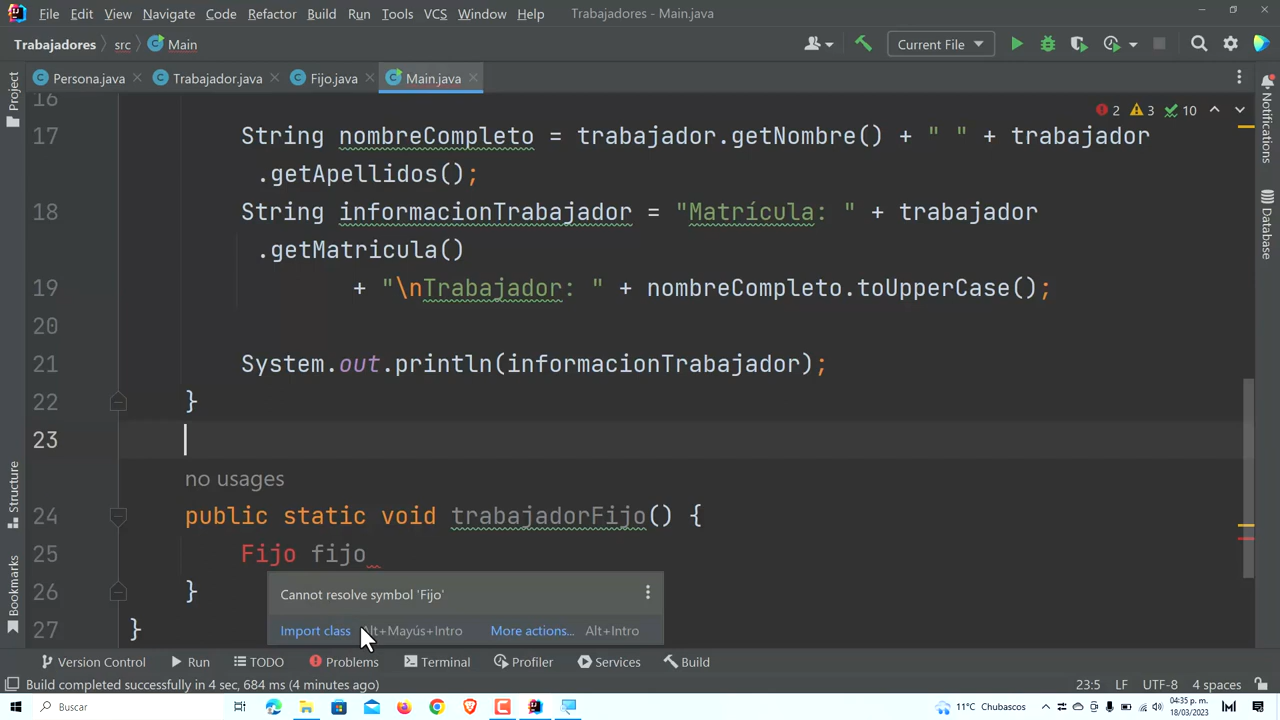 File Edit View Navigate Code Refactor Build Run Tools VCS Window Help Trabajadores - Main.java
Trabajadores src Main Current File
Project Persona.java Trabajador.java Fijo.java Main.java Notifications
16 2 3 10
17 String nombreCompleto = trabajador.getNombre() + " " + trabajador
.getApellidos();
18 String informacionTrabajador = "Matrícula: " + trabajador
.getMatricula()
19 + "\nTrabajador: " + nombreCompleto.toUpperCase();
20
21 System.out.println(informacionTrabajador);
22 }
23
no usages
24 public static void trabajadorFijo() {
25 Fijo fijo
26 }
27 }
Cannot resolve symbol 'Fijo'
Import class Alt+Mayús+Intro More actions... Alt+Intro
Database
Structure
Bookmarks
Version Control Run TODO Problems Terminal Profiler Services Build
Build completed successfully in 4 sec, 684 ms (4 minutes ago) 23:5 LF UTF-8 4 spaces
Buscar 11°C Chubascos 04:35 p. m. 18/03/2023